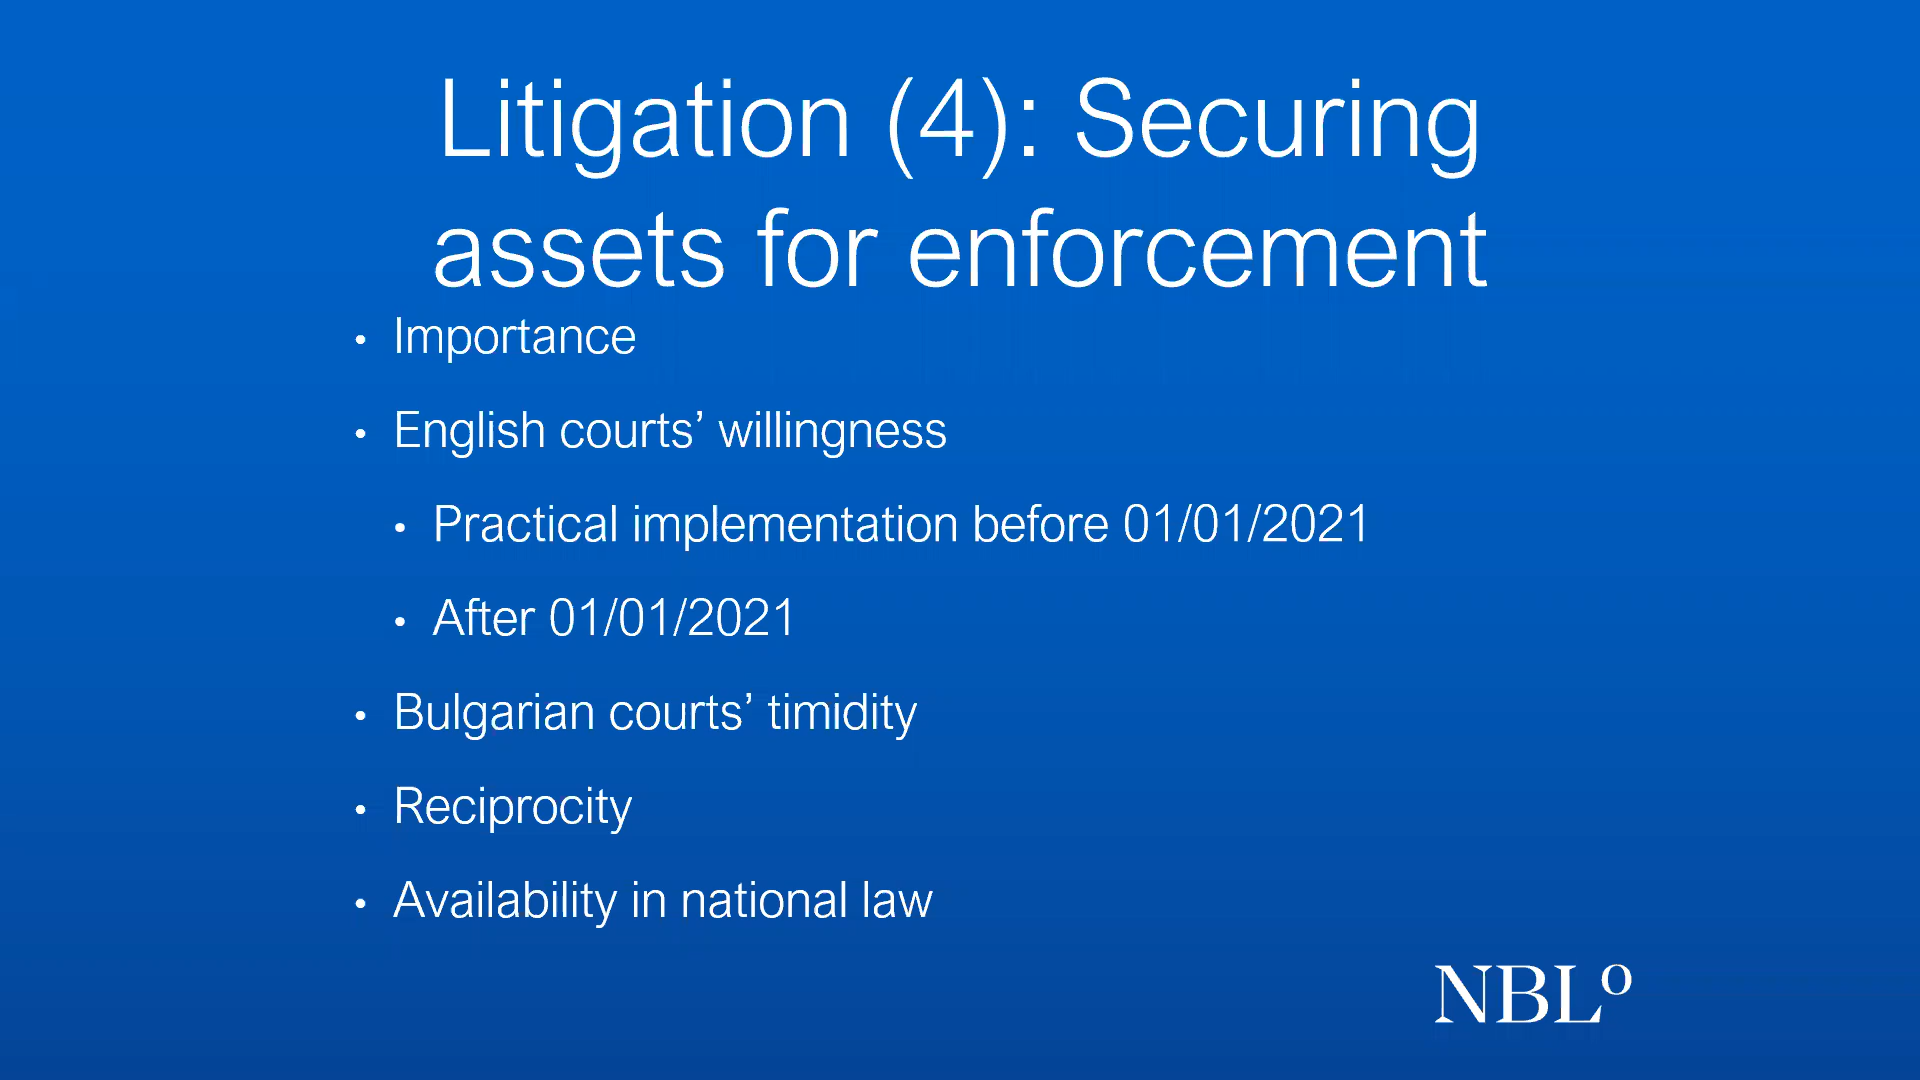 Litigation (4): Securing
assets for enforcement
• Importance
• English courts’ willingness
• Practical implementation before 01/01/2021
• After 01/01/2021
• Bulgarian courts’ timidity
• Reciprocity
• Availability in national law
NBLO